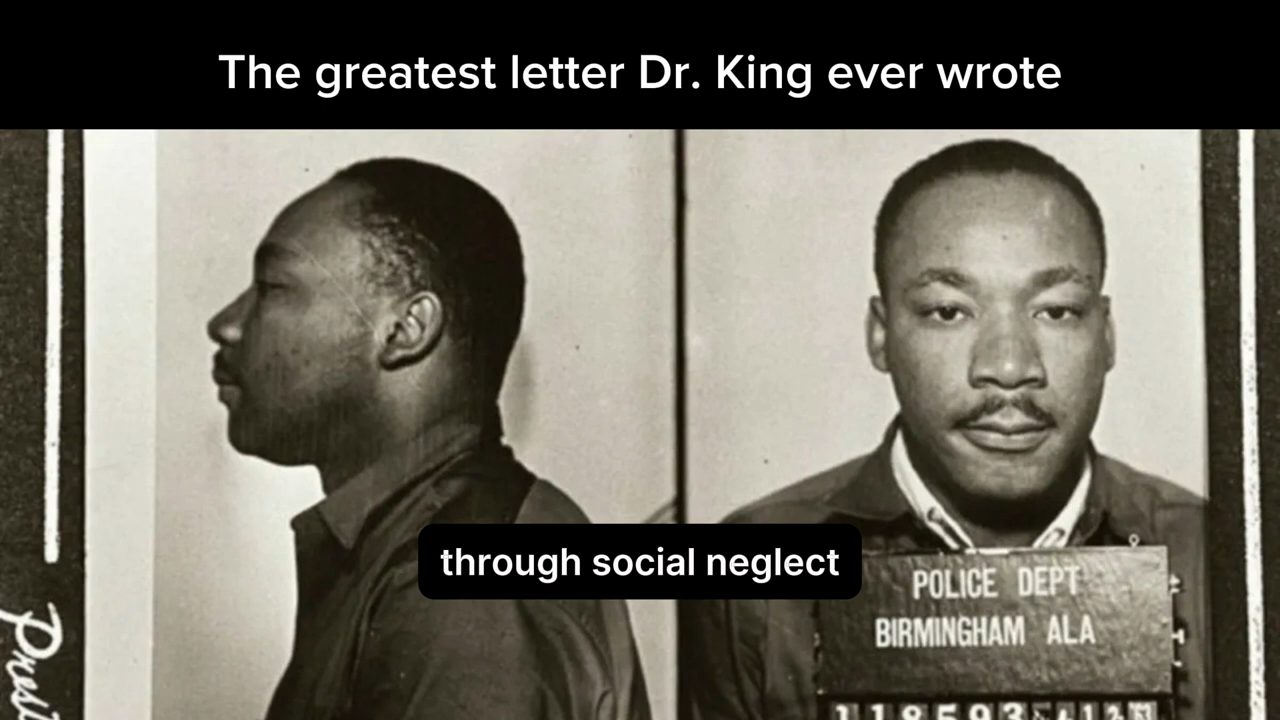 The greatest letter Dr. King ever wrote
through social neglect
POLICE DEPT
BIRMINGHAM ALA